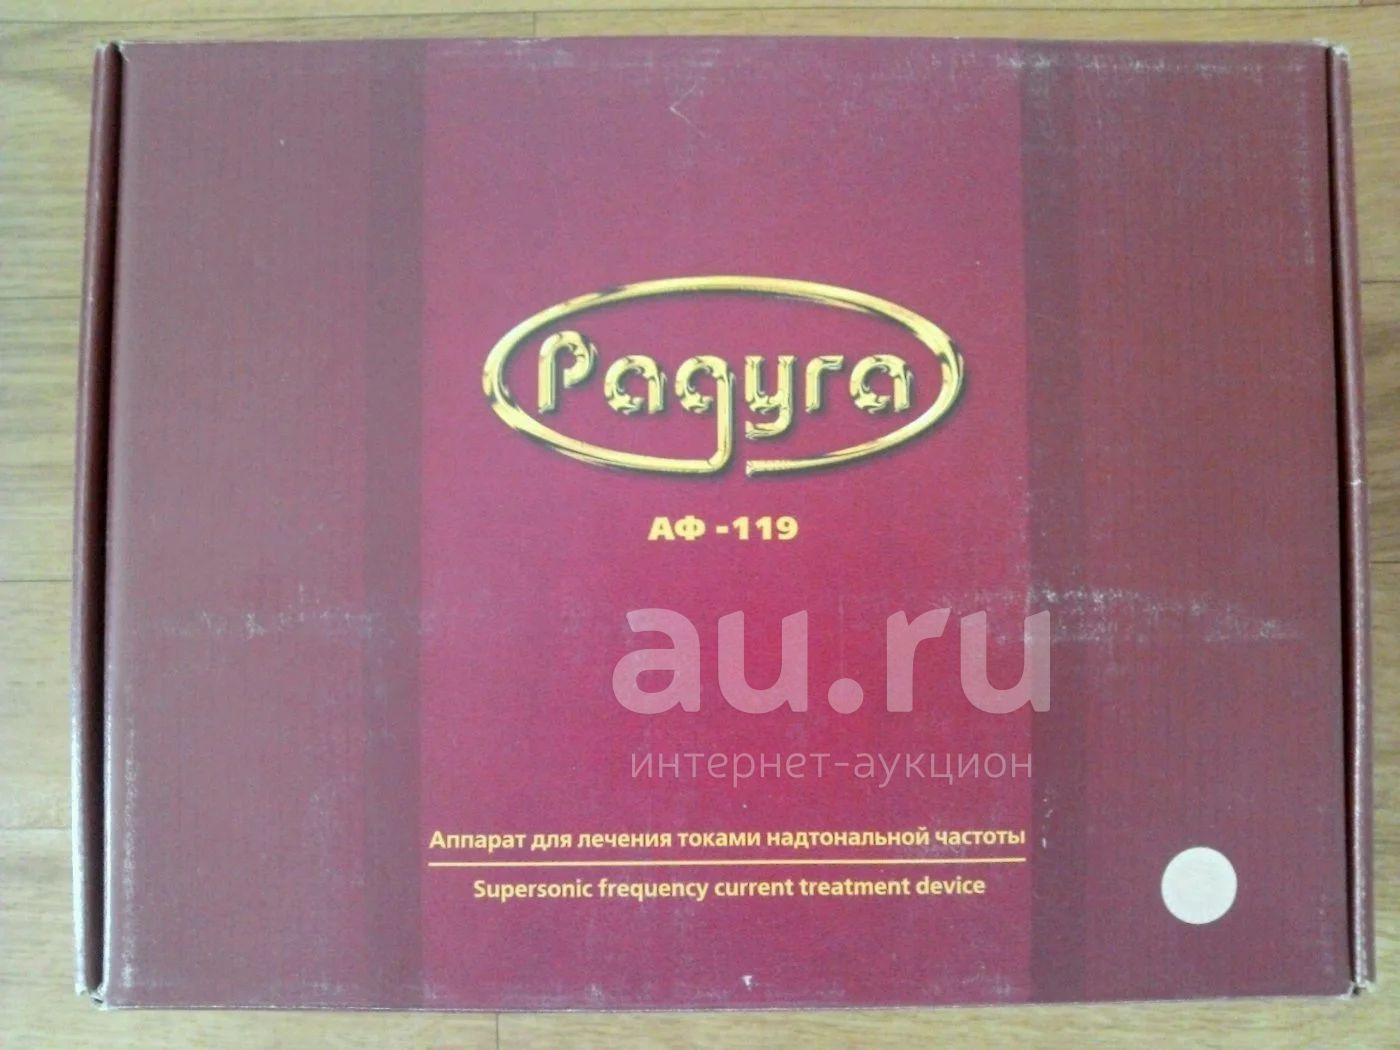 Радуга
АФ -119
au.ru
интернет-аукцион
Аппарат для лечения токами надтональной частоты
Supersonic frequency current treatment device